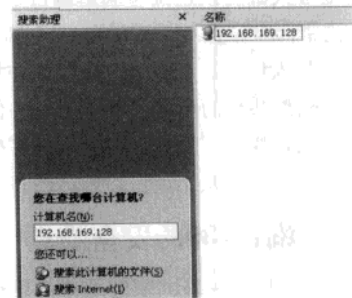 搜索助理 × 名称
192.168.169.128
您在查找哪台计算机?
计算机名(N):
192.168.169.128
您还可以...
搜索此计算机的文件(S)
搜索 Internet(I)